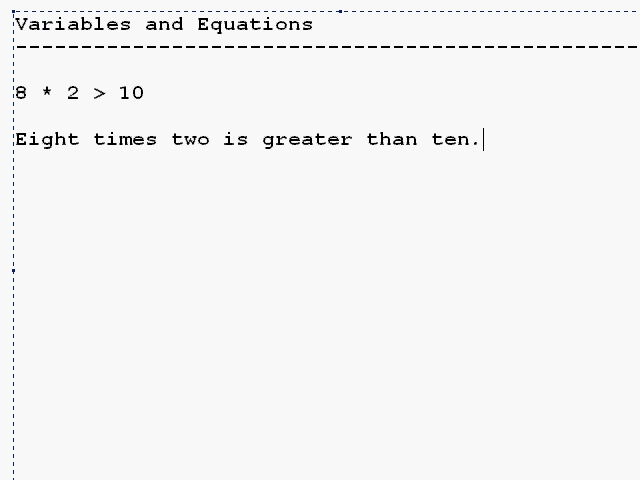 Variables and Equations
------------------------------------------------
8 * 2 > 10
Eight times two is greater than ten.